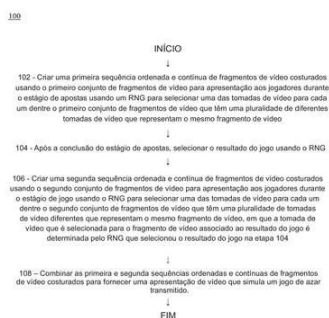 100
INÍCIO
↓
102 - Criar uma primeira sequência ordenada e contínua de fragmentos de vídeo costurados
usando o primeiro conjunto de fragmentos de vídeo para apresentação aos jogadores durante
o estágio de apostas usando um RNG para selecionar uma das tomadas de vídeo para cada
um dentre o primeiro conjunto de fragmentos de vídeo que têm uma pluralidade de diferentes
tomadas de vídeo que representam o mesmo fragmento de vídeo
↓
104 - Após a conclusão do estágio de apostas, selecionar o resultado do jogo usando o RNG
↓
106 - Criar uma segunda sequência ordenada e contínua de fragmentos de vídeo costurados
usando o segundo conjunto de fragmentos de vídeo para apresentação aos jogadores durante
o estágio de jogo usando o RNG para selecionar uma das tomadas de vídeo para cada um
dentre o segundo conjunto de fragmentos de vídeo que têm uma pluralidade de tomadas
de vídeo diferentes que representam o mesmo fragmento de vídeo, em que a tomada de
vídeo que é selecionada para o fragmento de vídeo associado ao resultado do jogo é
determinada pelo RNG que selecionou o resultado do jogo na etapa 104
↓
108 – Combinar as primeira e segunda sequências ordenadas e contínuas de fragmentos
de vídeo costurados para fornecer uma apresentação de vídeo que simula um jogo de azar
transmitido.
↓
FIM